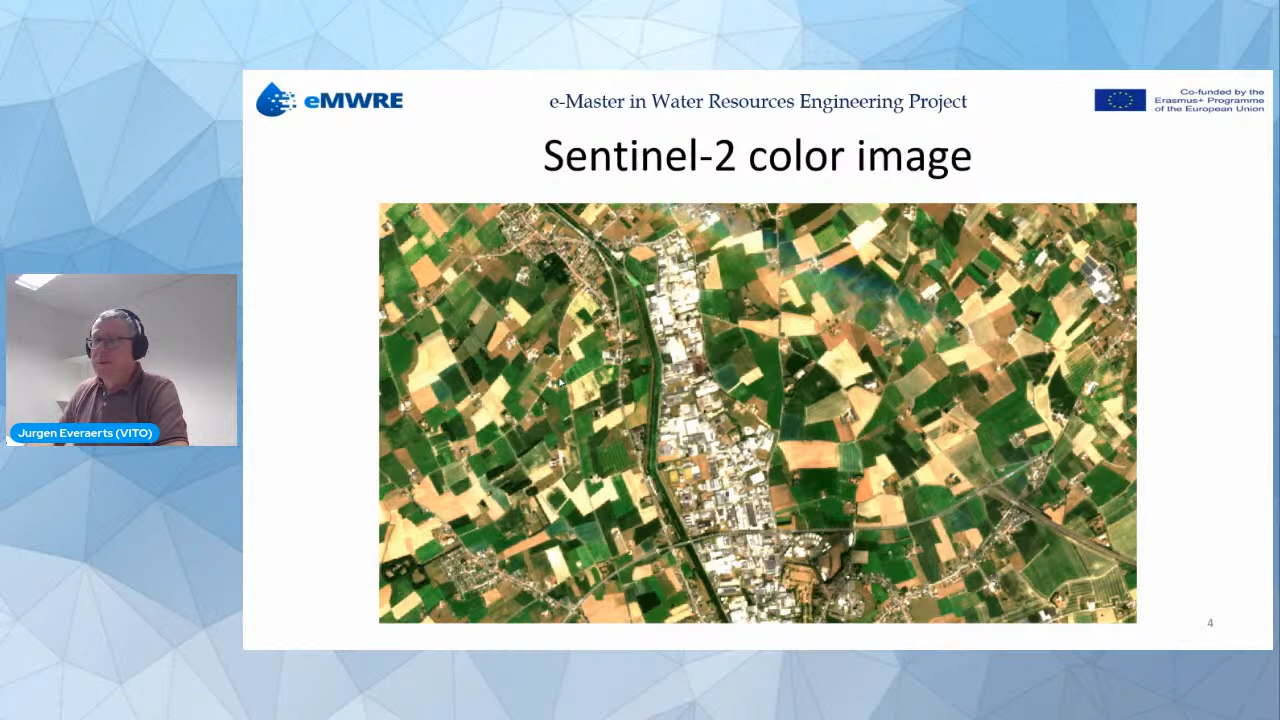 eMWRE
e-Master in Water Resources Engineering Project
Co-funded by the
Erasmus+ Programme
of the European Union
Sentinel-2 color image
Jurgen Everaerts (VITO)
4